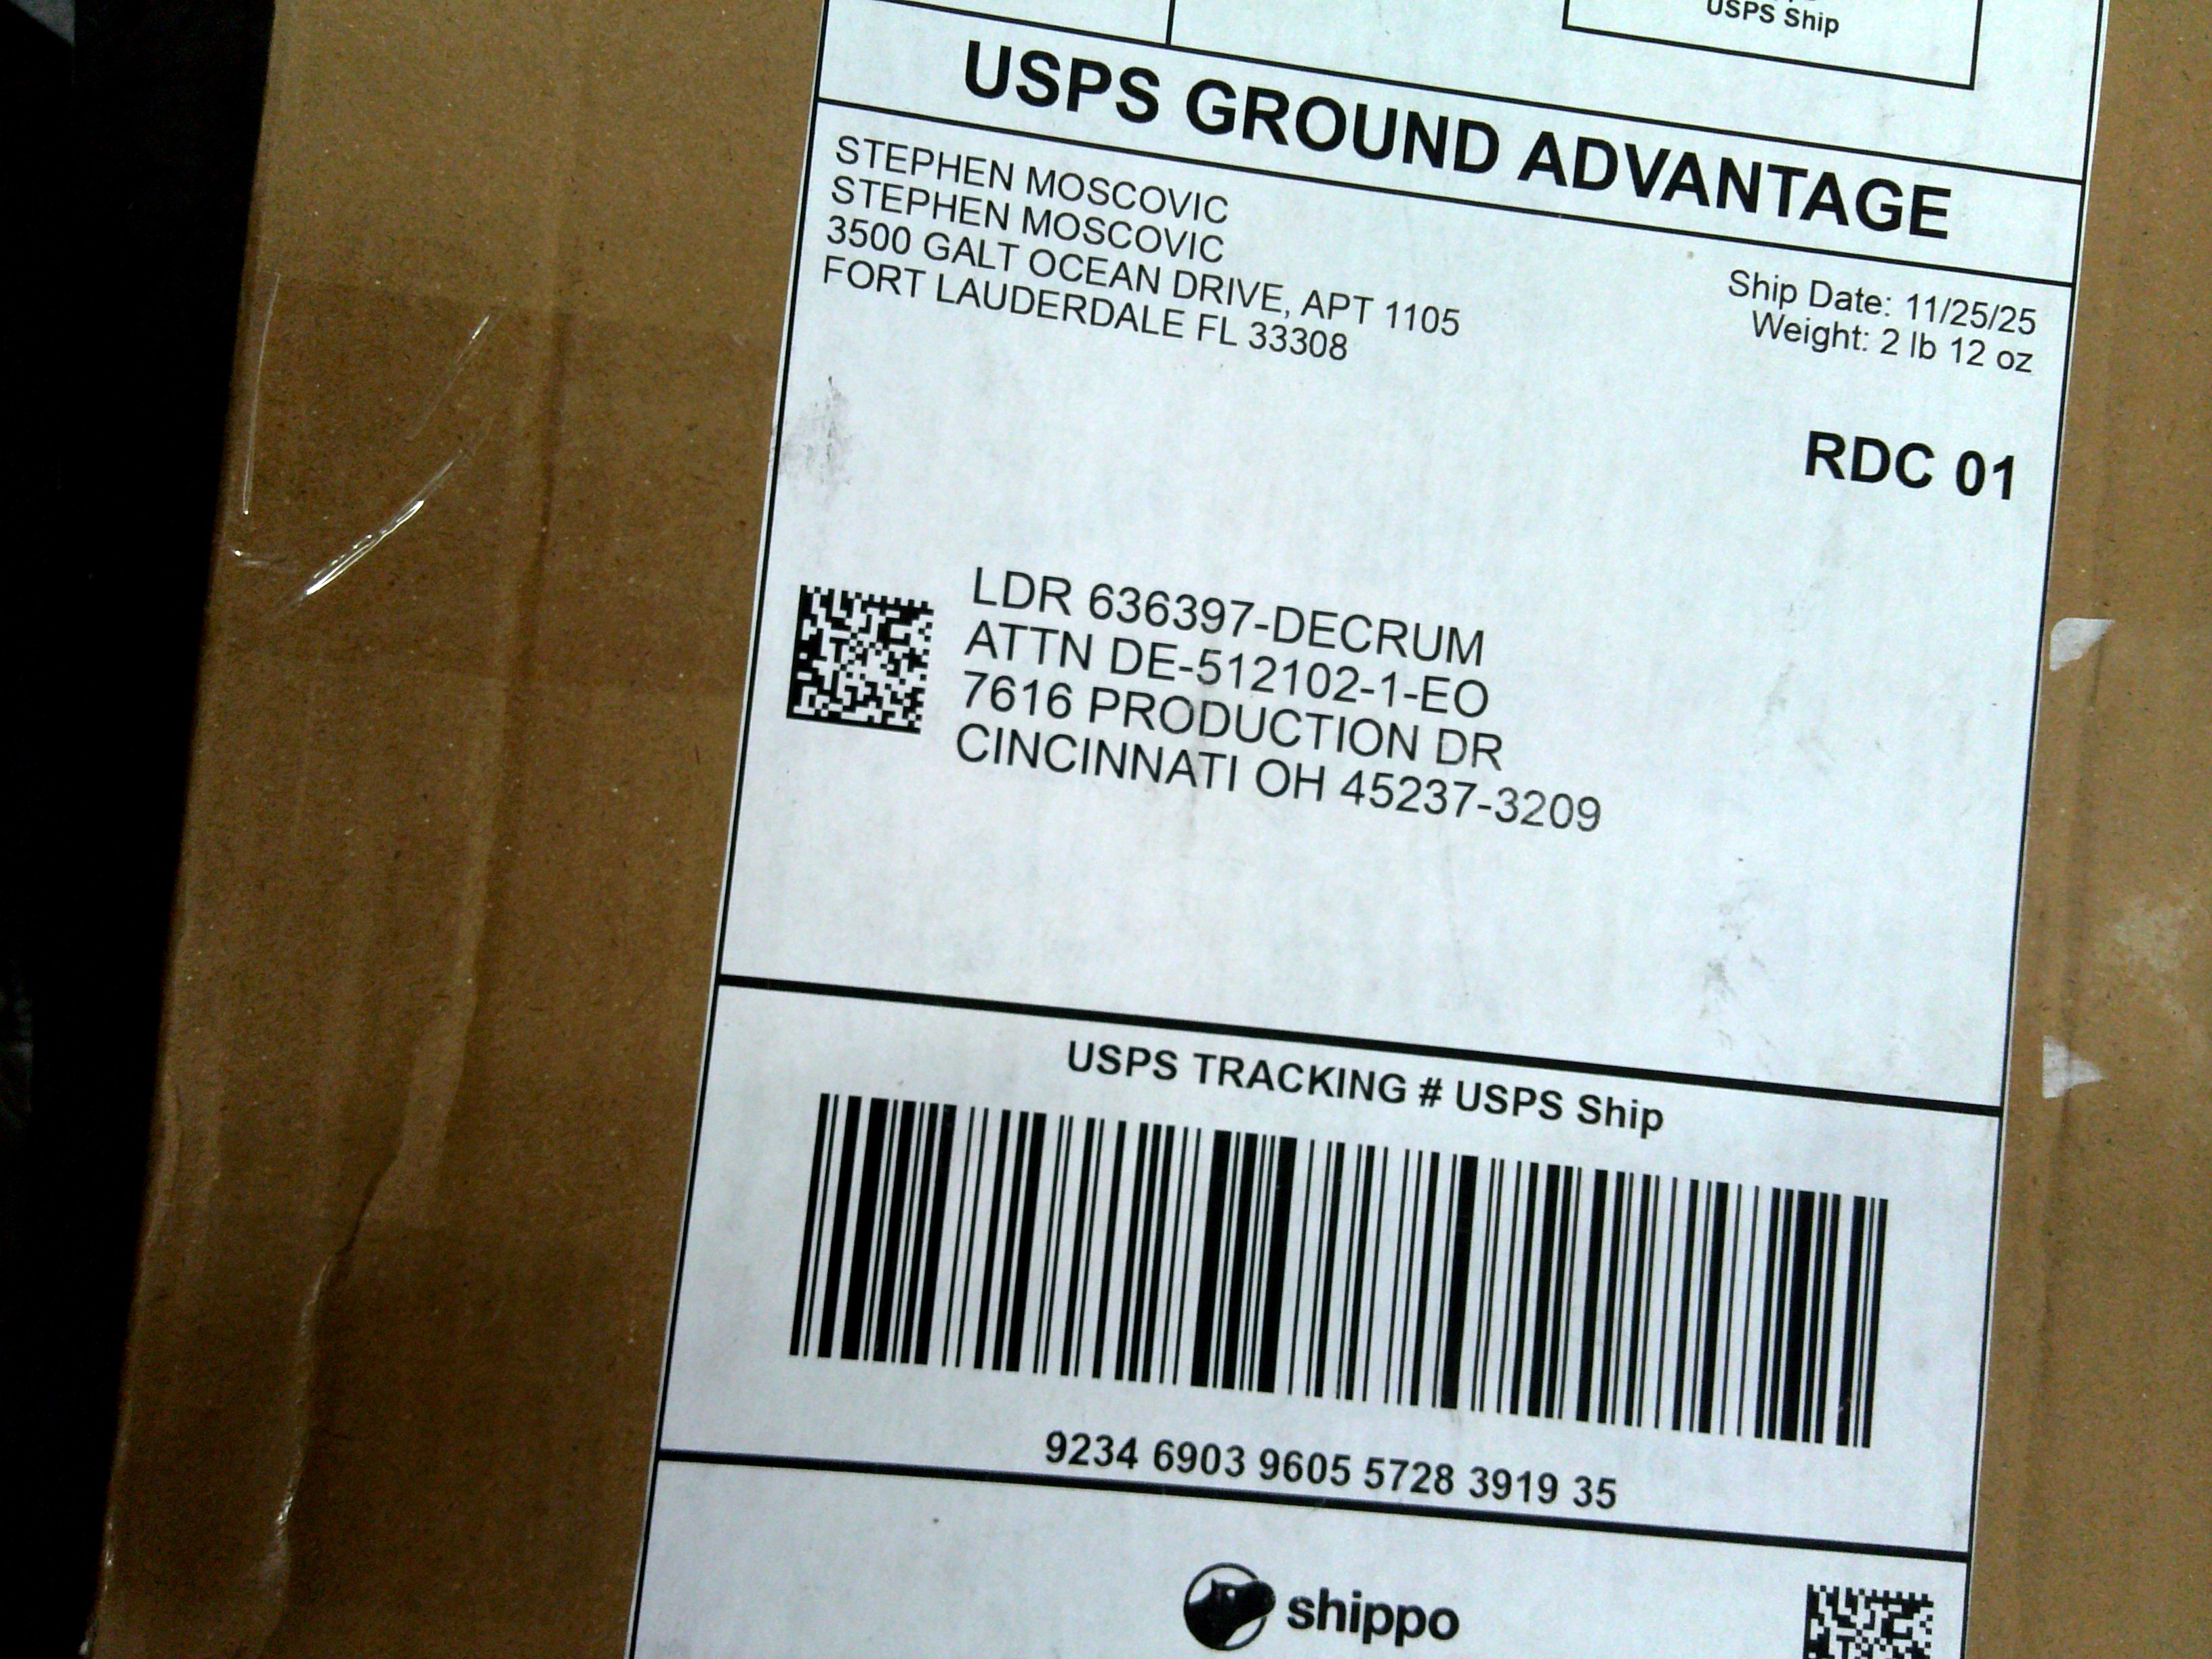 USPS Ship
USPS GROUND ADVANTAGE
STEPHEN MOSCOVIC
STEPHEN MOSCOVIC
3500 GALT OCEAN DRIVE, APT 1105
FORT LAUDERDALE FL 33308
Ship Date: 11/25/25
Weight: 2 lb 12 oz
RDC 01
LDR 636397-DECRUM
ATTN DE-512102-1-EO
7616 PRODUCTION DR
CINCINNATI OH 45237-3209
USPS TRACKING # USPS Ship
9234 6903 9605 5728 3919 35
shippo